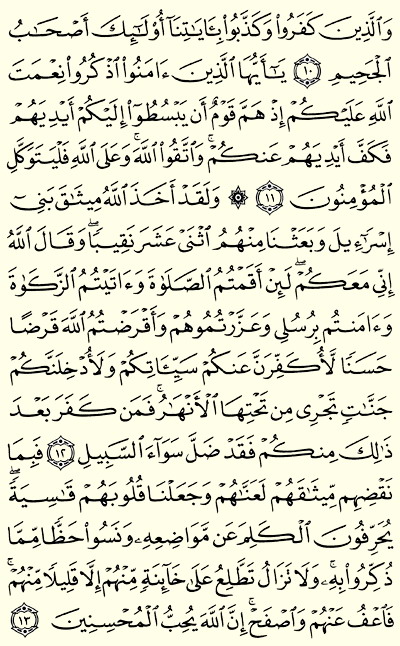 وَٱلَّذِينَ كَفَرُواْ وَكَذَّبُواْ بِـَٔايَٰتِنَآ أُوْلَٰٓئِكَ أَصۡحَٰبُ
ٱلۡجَحِيمِ ١٠ يَٰٓأَيُّهَا ٱلَّذِينَ ءَامَنُواْ ٱذۡكُرُواْ نِعۡمَتَ
ٱللَّهِ عَلَيۡكُمۡ إِذۡ هَمَّ قَوۡمٌ أَن يَبۡسُطُوٓاْ إِلَيۡكُمۡ أَيۡدِيَهُمۡ
فَكَفَّ أَيۡدِيَهُمۡ عَنكُمۡۖ وَٱتَّقُواْ ٱللَّهَۚ وَعَلَى ٱللَّهِ فَلۡيَتَوَكَّلِ
ٱلۡمُؤۡمِنُونَ ١١ ۞ وَلَقَدۡ أَخَذَ ٱللَّهُ مِيثَٰقَ بَنِيٓ
إِسۡرَٰٓءِيلَ وَبَعَثۡنَا مِنۡهُمُ ٱثۡنَيۡ عَشَرَ نَقِيبٗاۖ وَقَالَ ٱللَّهُ
إِنِّي مَعَكُمۡۖ لَئِنۡ أَقَمۡتُمُ ٱلصَّلَوٰةَ وَءَاتَيۡتُمُ ٱلزَّكَوٰةَ
وَءَامَنتُم بِرُسُلِي وَعَزَّرۡتُمُوهُمۡ وَأَقۡرَضۡتُمُ ٱللَّهَ قَرۡضًا
حَسَنٗا لَّأُكَفِّرَنَّ عَنكُمۡ سَيِّـَٔاتِكُمۡ وَلَأُدۡخِلَنَّكُمۡ
جَنَّٰتٖ تَجۡرِي مِن تَحۡتِهَا ٱلۡأَنۡهَٰرُۚ فَمَن كَفَرَ بَعۡدَ
ذَٰلِكَ مِنكُمۡ فَقَدۡ ضَلَّ سَوَآءَ ٱلسَّبِيلِ ١٢ فَبِمَا
نَقۡضِهِم مِّيثَٰقَهُمۡ لَعَنَّٰهُمۡ وَجَعَلۡنَا قُلُوبَهُمۡ قَٰسِيَةٗۖ
يُحَرِّفُونَ ٱلۡكَلِمَ عَن مَّوَاضِعِهِۦ وَنَسُواْ حَظّٗا مِّمَّا
ذُكِّرُواْ بِهِۦۚ وَلَا تَزَالُ تَطَّلِعُ عَلَىٰ خَآئِنَةٖ مِّنۡهُمۡ إِلَّا قَلِيلٗا مِّنۡهُمۡۖ
فَٱعۡفُ عَنۡهُمۡ وَٱصۡفَحۡۚ إِنَّ ٱللَّهَ يُحِبُّ ٱلۡمُحۡسِنِينَ ١٣